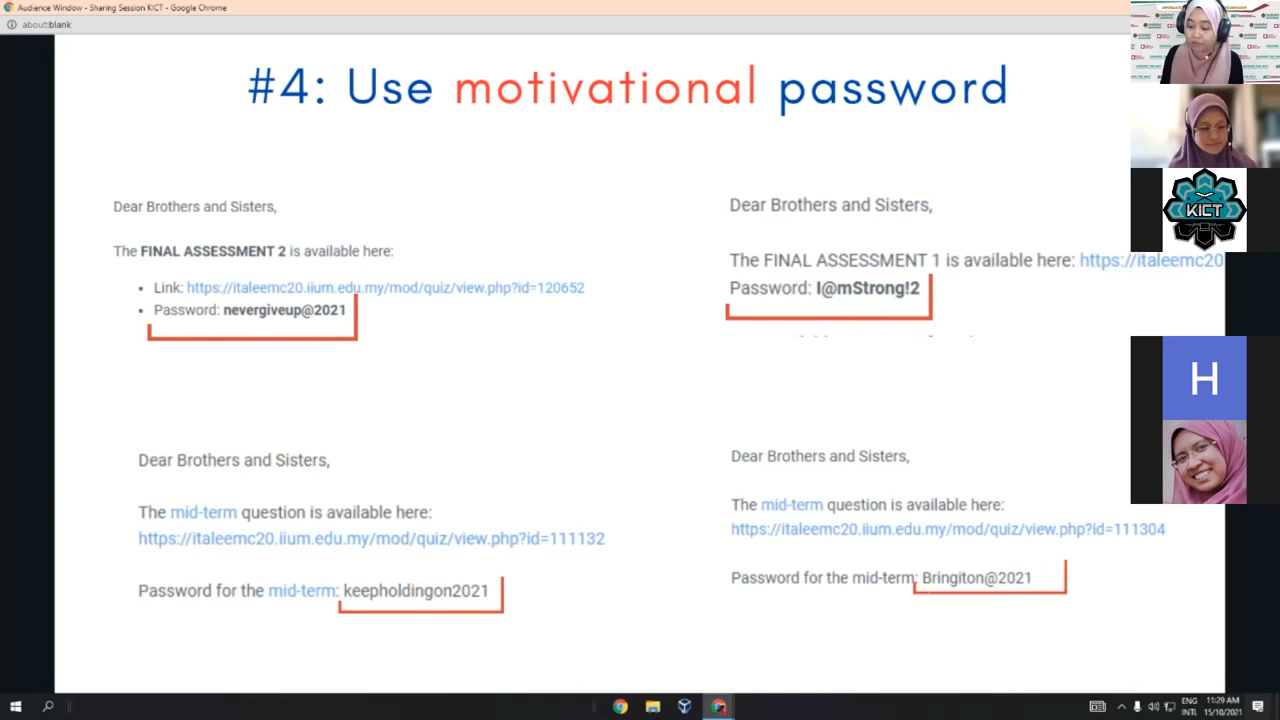 Audience Window - Sharing Session KICT - Google Chrome
about:blank
#4: Use motivational password
Dear Brothers and Sisters,
The FINAL ASSESSMENT 2 is available here:
• Link: https://italeemc20.iium.edu.my/mod/quiz/view.php?id=120652
• Password: nevergiveup@2021
Dear Brothers and Sisters,
The FINAL ASSESSMENT 1 is available here: https://italeemc20
Password: I@mStrong!2
Dear Brothers and Sisters,
The mid-term question is available here:
https://italeemc20.iium.edu.my/mod/quiz/view.php?id=111132
Password for the mid-term: keepholdingon2021
Dear Brothers and Sisters,
The mid-term question is available here:
https://italeemc20.iium.edu.my/mod/quiz/view.php?id=111304
Password for the mid-term: Bringiton@2021
KICT
H
ENG
INTL
11:29 AM
15/10/2021